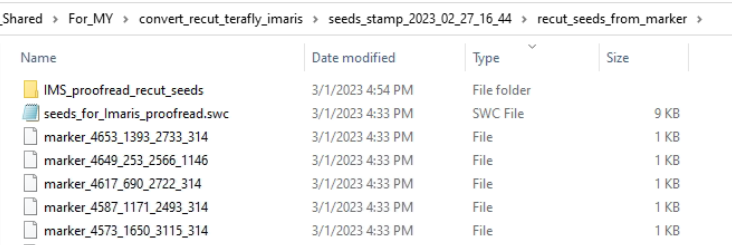 _Shared > For_MY > convert_recut_terafly_imaris > seeds_stamp_2023_02_27_16_44 > recut_seeds_from_marker >
Name Date modified Type Size
IMS_proofread_recut_seeds 3/1/2023 4:54 PM File folder
seeds_for_Imaris_proofread.swc 3/1/2023 4:33 PM SWC File 9 KB
marker_4653_1393_2733_314 3/1/2023 4:33 PM File 1 KB
marker_4649_253_2566_1146 3/1/2023 4:33 PM File 1 KB
marker_4617_690_2722_314 3/1/2023 4:33 PM File 1 KB
marker_4587_1171_2493_314 3/1/2023 4:33 PM File 1 KB
marker_4573_1650_3115_314 3/1/2023 4:33 PM File 1 KB